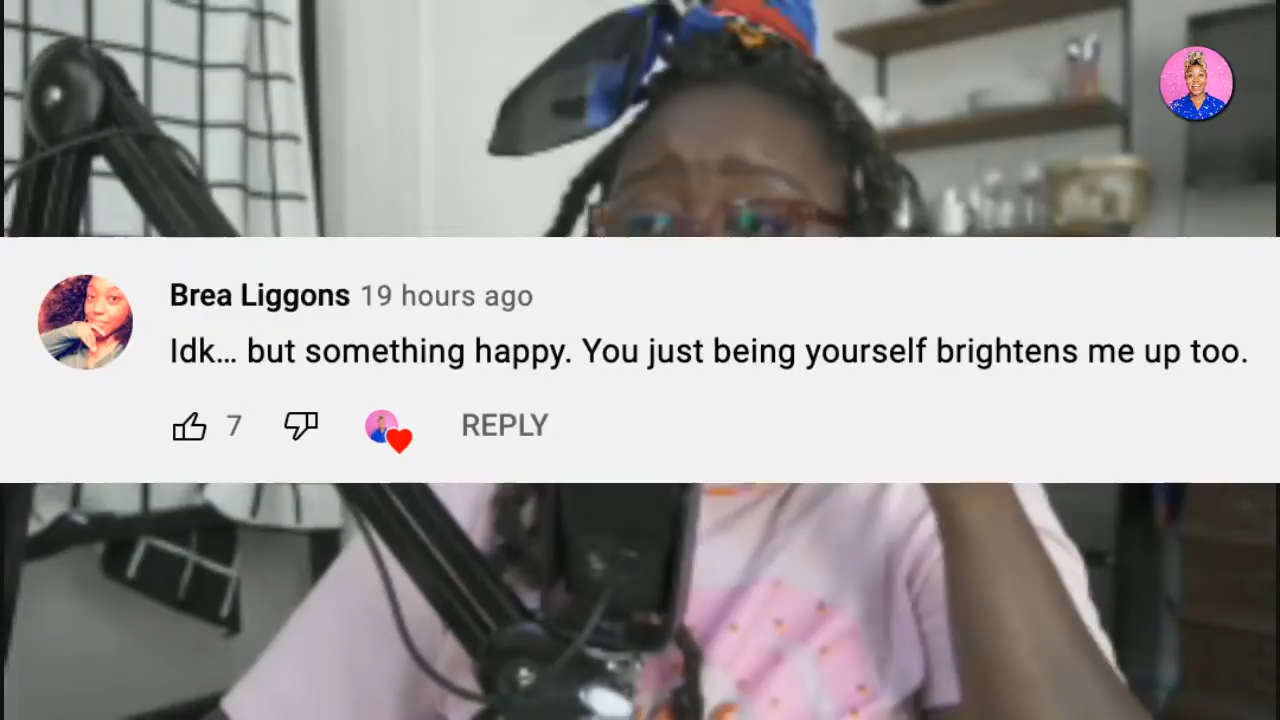 Brea Liggons 19 hours ago
Idk... but something happy. You just being yourself brightens me up too.
7 REPLY